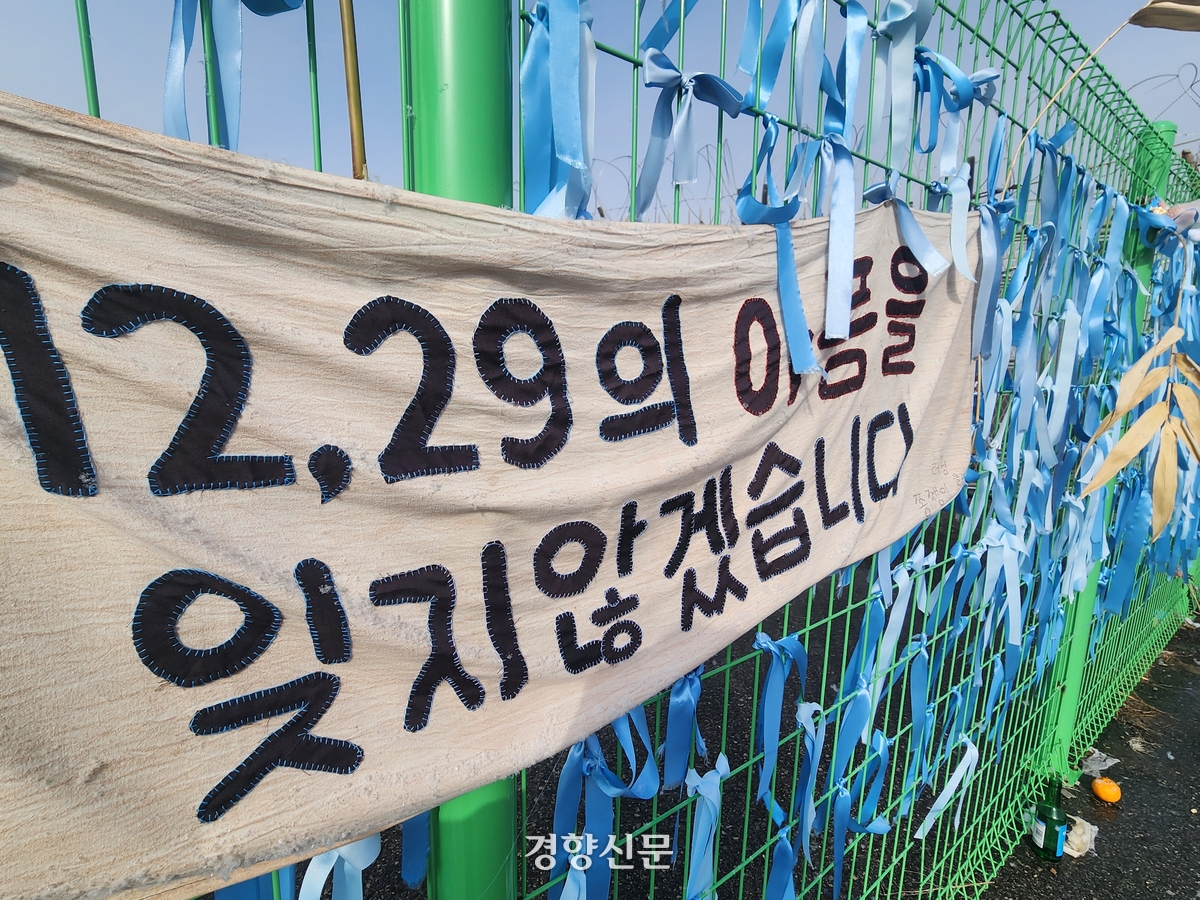 12.29의 아픔을
잊지 않겠습니다
경향신문